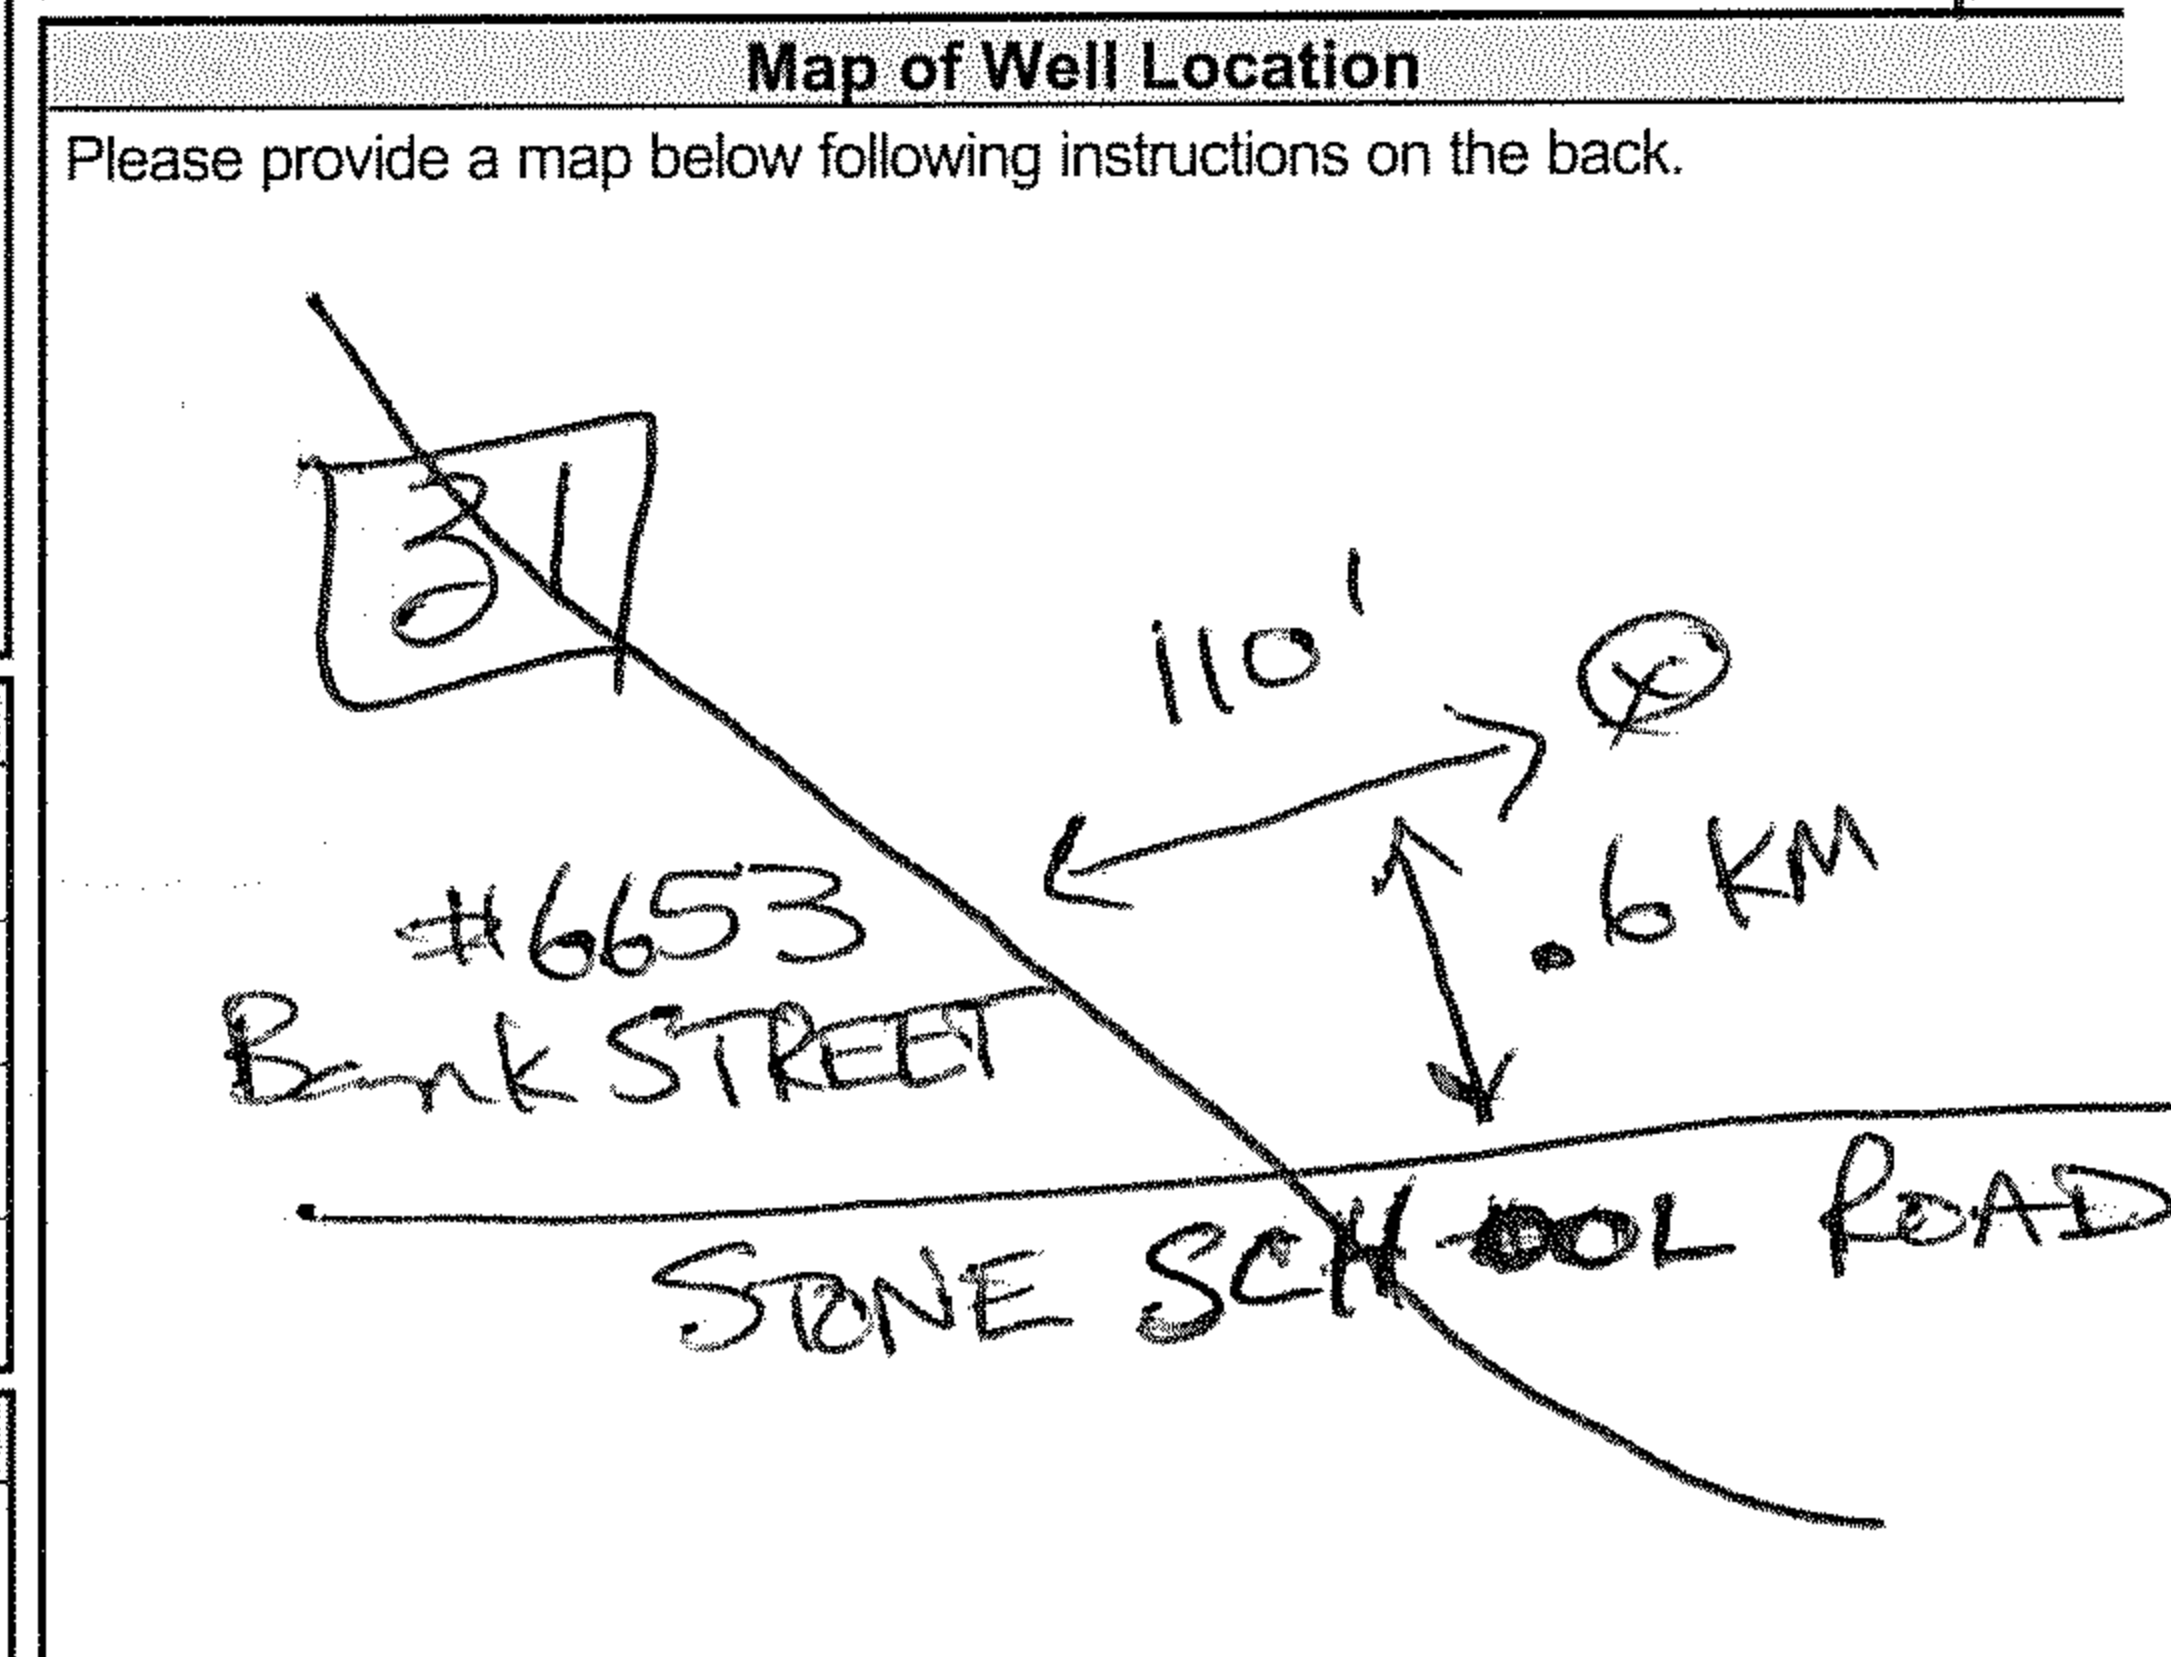 Map of Well Location
Please provide a map below following instructions on the back.
31
110'
.6 KM
#6653
Bank STREET
STONE SCHOOL ROAD